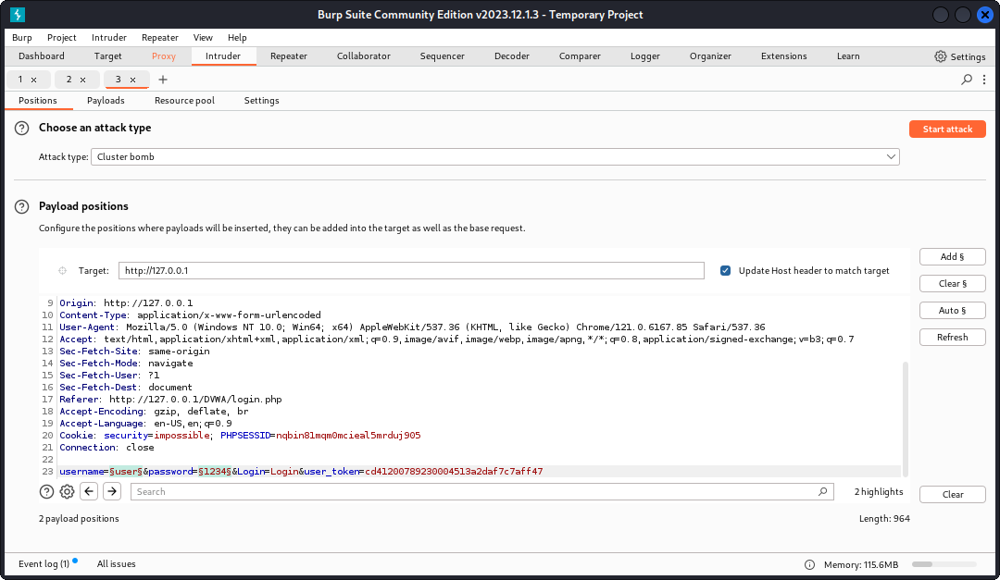 Burp Suite Community Edition v2023.12.1.3 - Temporary Project
Burp Project Intruder Repeater View Help
Dashboard Target Proxy Intruder Repeater Collaborator Sequencer Decoder Comparer Logger Organizer Extensions Learn Settings
1 × 2 × 3 × +
Positions Payloads Resource pool Settings
? Choose an attack type Start attack
Attack type: Cluster bomb
? Payload positions
Configure the positions where payloads will be inserted, they can be added into the target as well as the base request.
Target: http://127.0.0.1 Update Host header to match target
Add §
Clear §
Auto §
Refresh
9 Origin: http://127.0.0.1
10 Content-Type: application/x-www-form-urlencoded
11 User-Agent: Mozilla/5.0 (Windows NT 10.0; Win64; x64) AppleWebKit/537.36 (KHTML, like Gecko) Chrome/121.0.6167.85 Safari/537.36
12 Accept: text/html,application/xhtml+xml,application/xml;q=0.9,image/avif,image/webp,image/apng,*/*;q=0.8,application/signed-exchange;v=b3;q=0.7
13 Sec-Fetch-Site: same-origin
14 Sec-Fetch-Mode: navigate
15 Sec-Fetch-User: ?1
16 Sec-Fetch-Dest: document
17 Referer: http://127.0.0.1/DVWA/login.php
18 Accept-Encoding: gzip, deflate, br
19 Accept-Language: en-US,en;q=0.9
20 Cookie: security=impossible; PHPSESSID=nqbin81mqm0mcieal5mrduj905
21 Connection: close
22
23 username=§user§&password=§1234§&Login=Login&user_token=cd41200789230004513a2daf7c7aff47
? Search 2 highlights Clear
2 payload positions Length: 964
Event log (1) All issues Memory: 115.6MB